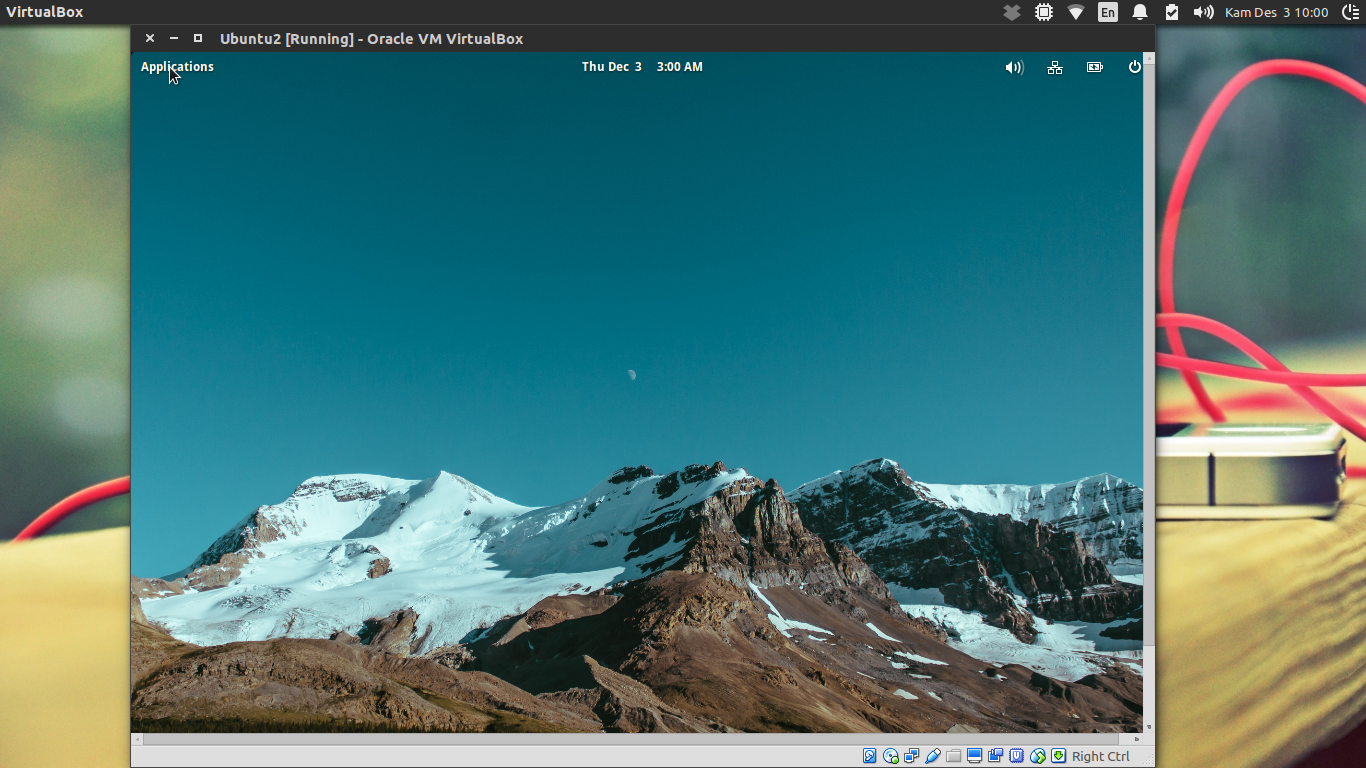 VirtualBox
En
Kam Des 3 10:00
Ubuntu2 [Running] - Oracle VM VirtualBox
Applications
Thu Dec 3 3:00 AM
Right Ctrl